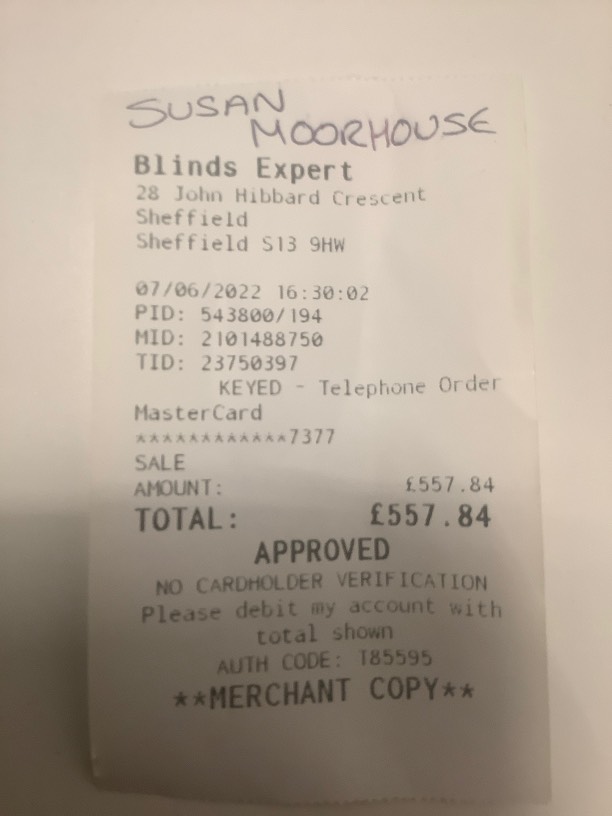 SUSAN
MOORHOUSE
Blinds Expert
28 John Hibbard Crescent
Sheffield
Sheffield S13 9HW
07/06/2022 16:30:02
PID: 543800/194
MID: 2101488750
TID: 23750397
KEYED - Telephone Order
MasterCard
************7377
SALE
AMOUNT: £557.84
TOTAL: £557.84
APPROVED
NO CARDHOLDER VERIFICATION
Please debit my account with
total shown
AUTH CODE: T85595
**MERCHANT COPY**